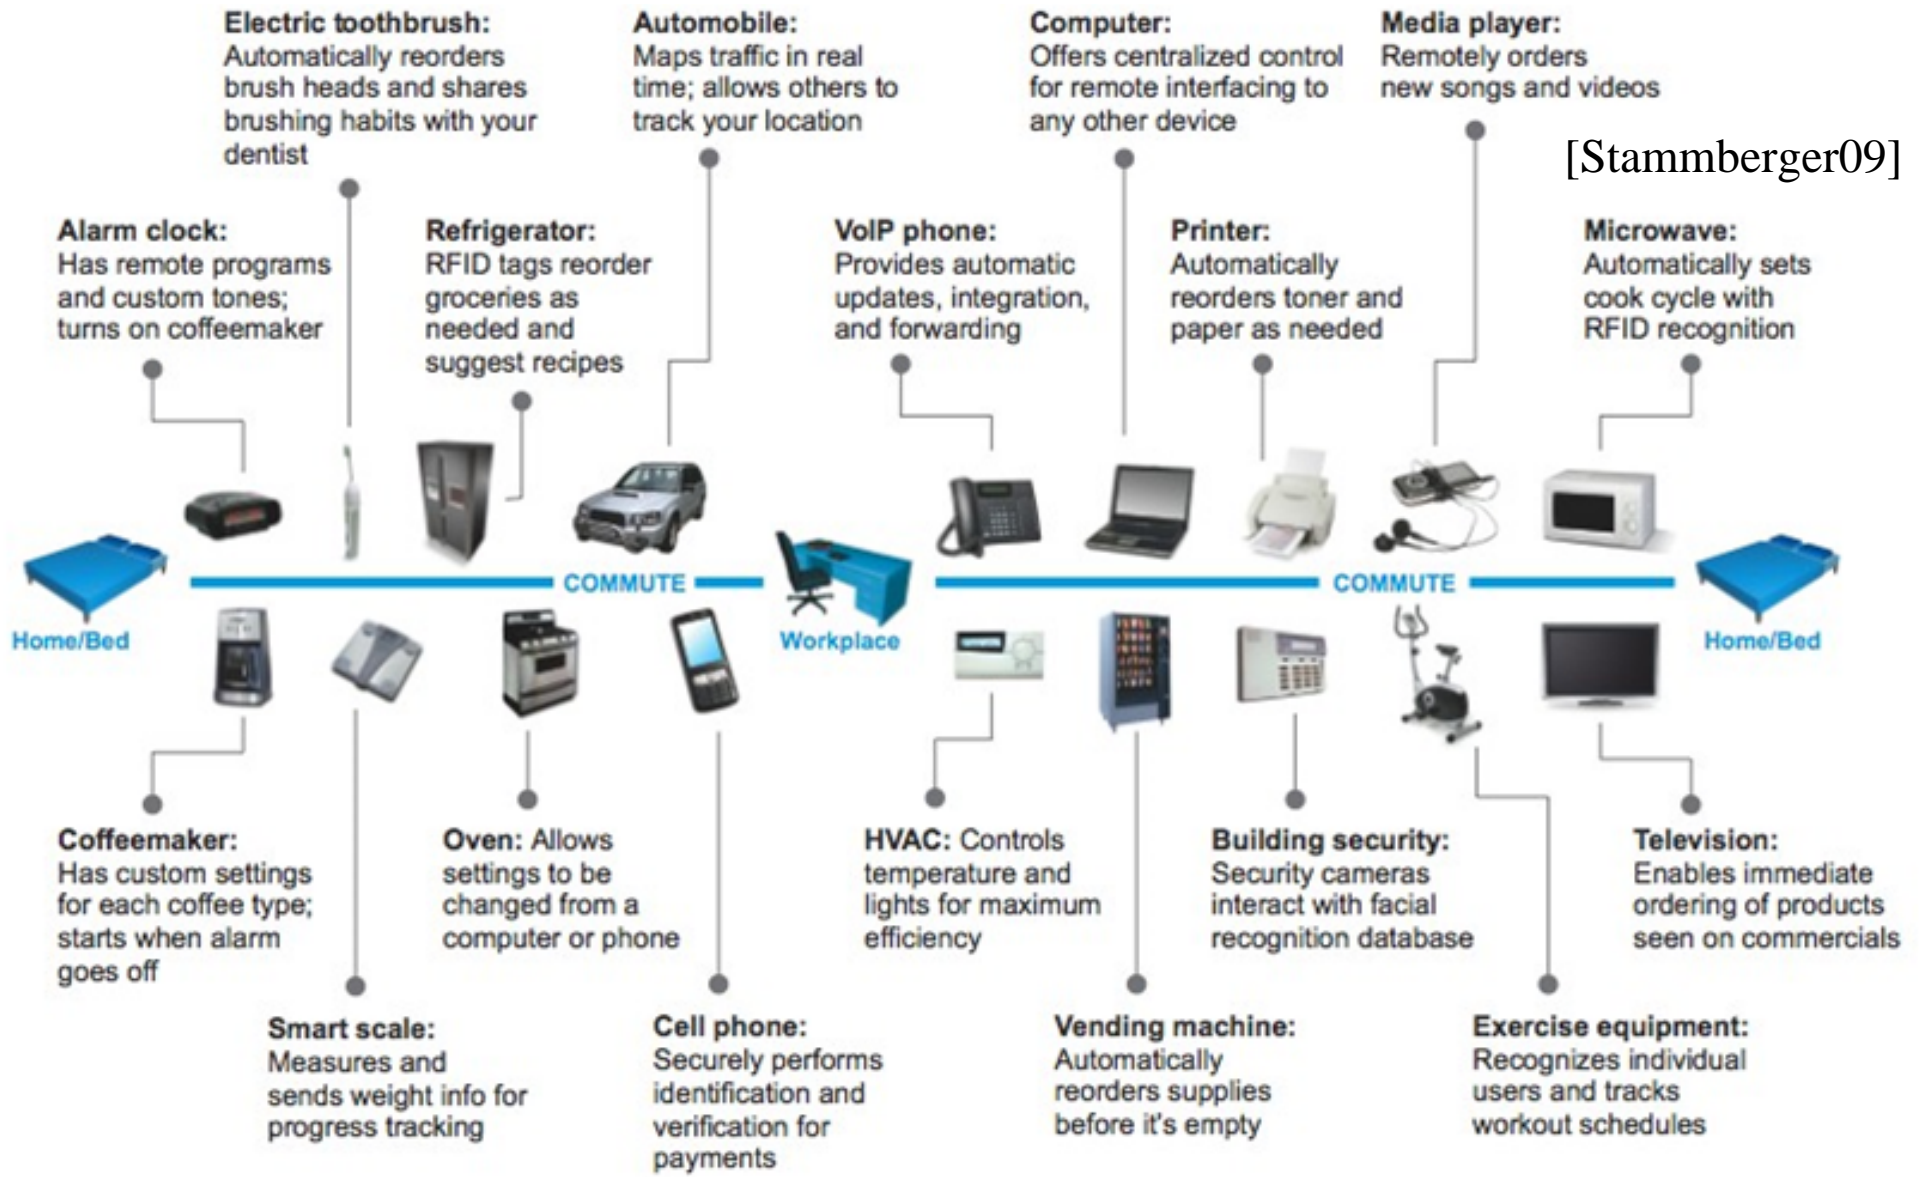 Electric toothbrush:
Automatically reorders
brush heads and shares
brushing habits with your
dentist
Automobile:
Maps traffic in real
time; allows others to
track your location
Computer:
Offers centralized control
for remote interfacing to
any other device
Media player:
Remotely orders
new songs and videos
[Stammberger09]
Alarm clock:
Has remote programs
and custom tones;
turns on coffeemaker
Refrigerator:
RFID tags reorder
groceries as
needed and
suggest recipes
VoIP phone:
Provides automatic
updates, integration,
and forwarding
Printer:
Automatically
reorders toner and
paper as needed
Microwave:
Automatically sets
cook cycle with
RFID recognition
COMMUTE
COMMUTE
Home/Bed
Workplace
Home/Bed
Coffeemaker:
Has custom settings
for each coffee type;
starts when alarm
goes off
Oven: Allows
settings to be
changed from a
computer or phone
HVAC: Controls
temperature and
lights for maximum
efficiency
Building security:
Security cameras
interact with facial
recognition database
Television:
Enables immediate
ordering of products
seen on commercials
Smart scale:
Measures and
sends weight info for
progress tracking
Cell phone:
Securely performs
identification and
verification for
payments
Vending machine:
Automatically
reorders supplies
before it's empty
Exercise equipment:
Recognizes individual
users and tracks
workout schedules